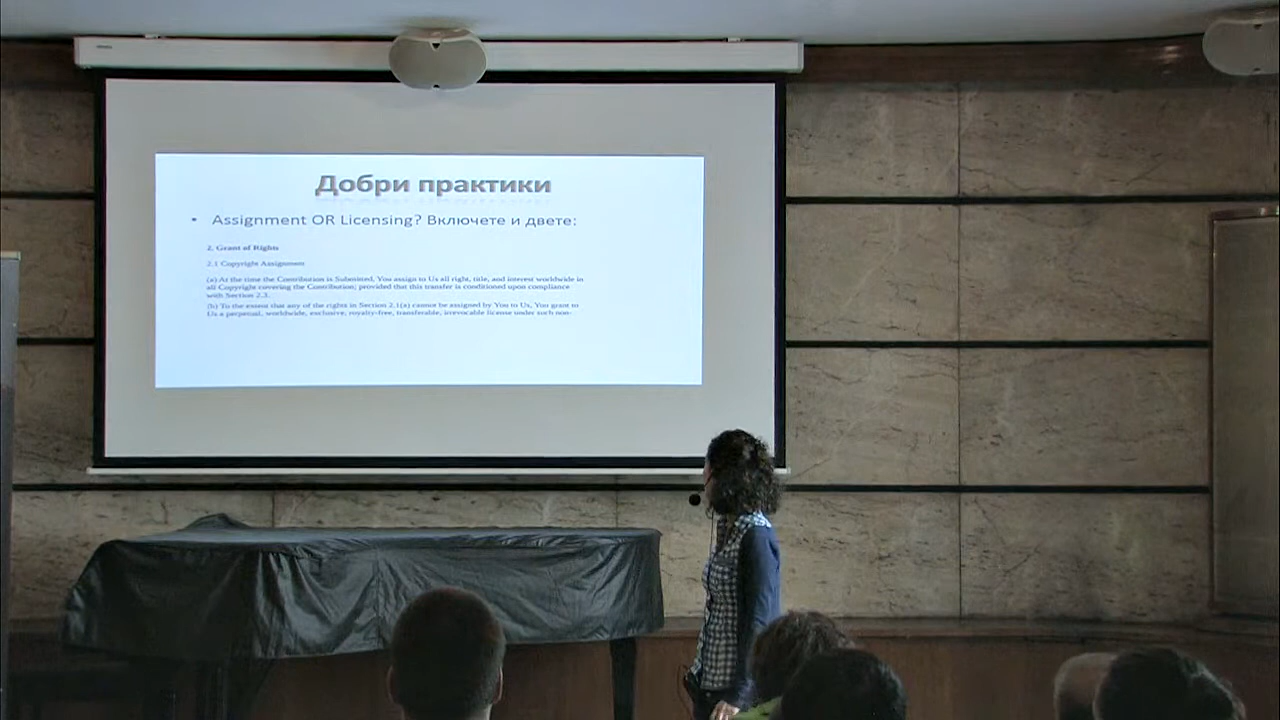 Добри практики
• Assignment OR Licensing? Включете и двете:
2. Grant of Rights
2.1 Copyright Assignment
(a) At the time the Contribution is Submitted, You assign to Us all right, title, and interest worldwide in
all Copyright covering the Contribution; provided that this transfer is conditioned upon compliance
with Section 2.3.
(b) To the extent that any of the rights in Section 2.1(a) cannot be assigned by You to Us, You grant to
Us a perpetual, worldwide, exclusive, royalty-free, transferable, irrevocable license under such non-